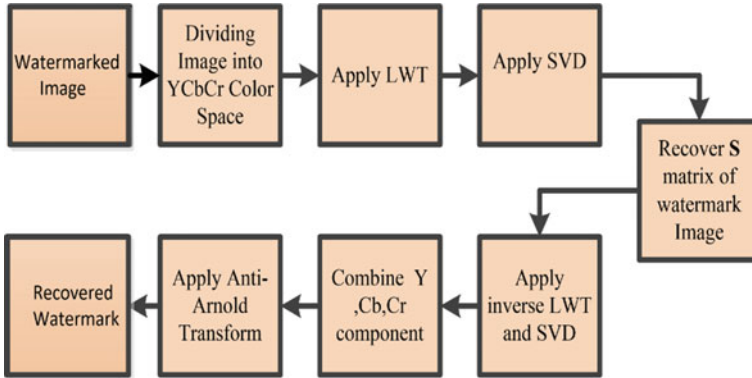 Watermarked
Image
Dividing
Image into
YCbCr Color
Space
Apply LWT
Apply SVD
Recover S
matrix of
watermark
Image
Apply
inverse LWT
and SVD
Combine Y
,Cb,Cr
component
Apply Anti-
Arnold
Transform
Recovered
Watermark